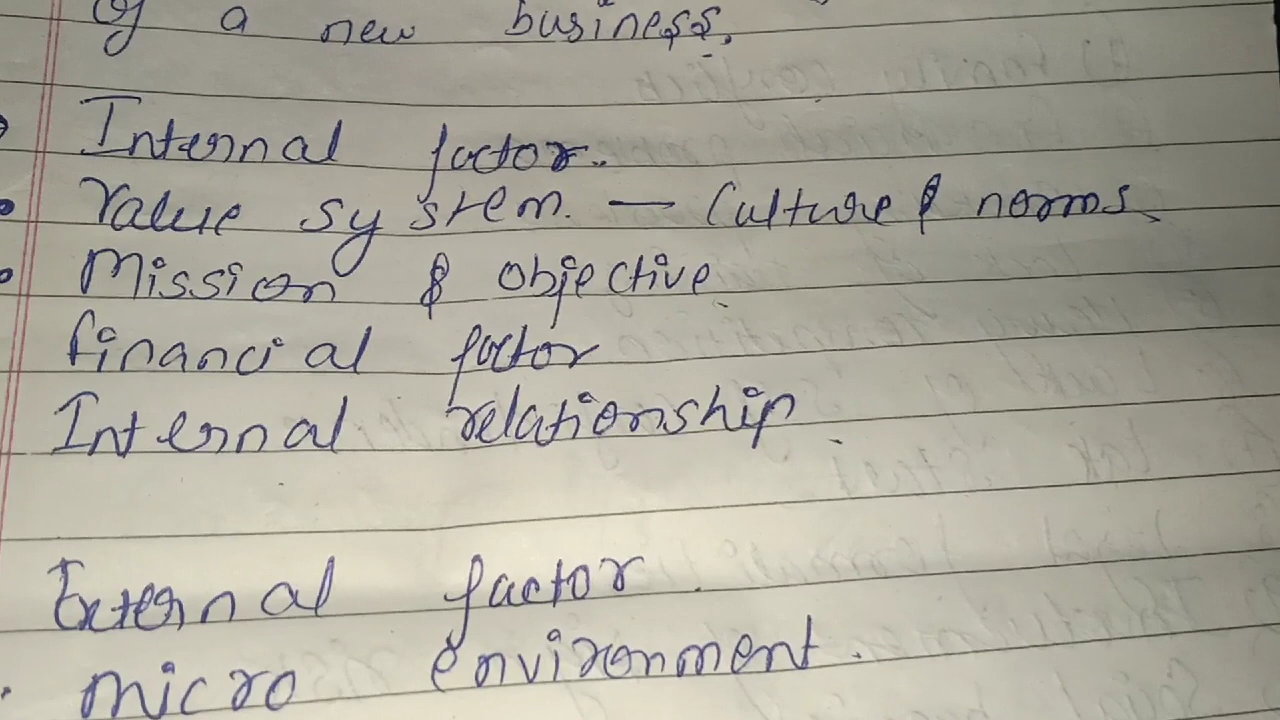 of a new business.
Internal factor.
Value system. — Culture & norms
Mission & objective
financial factor
Internal relationship
External factor.
micro environment.